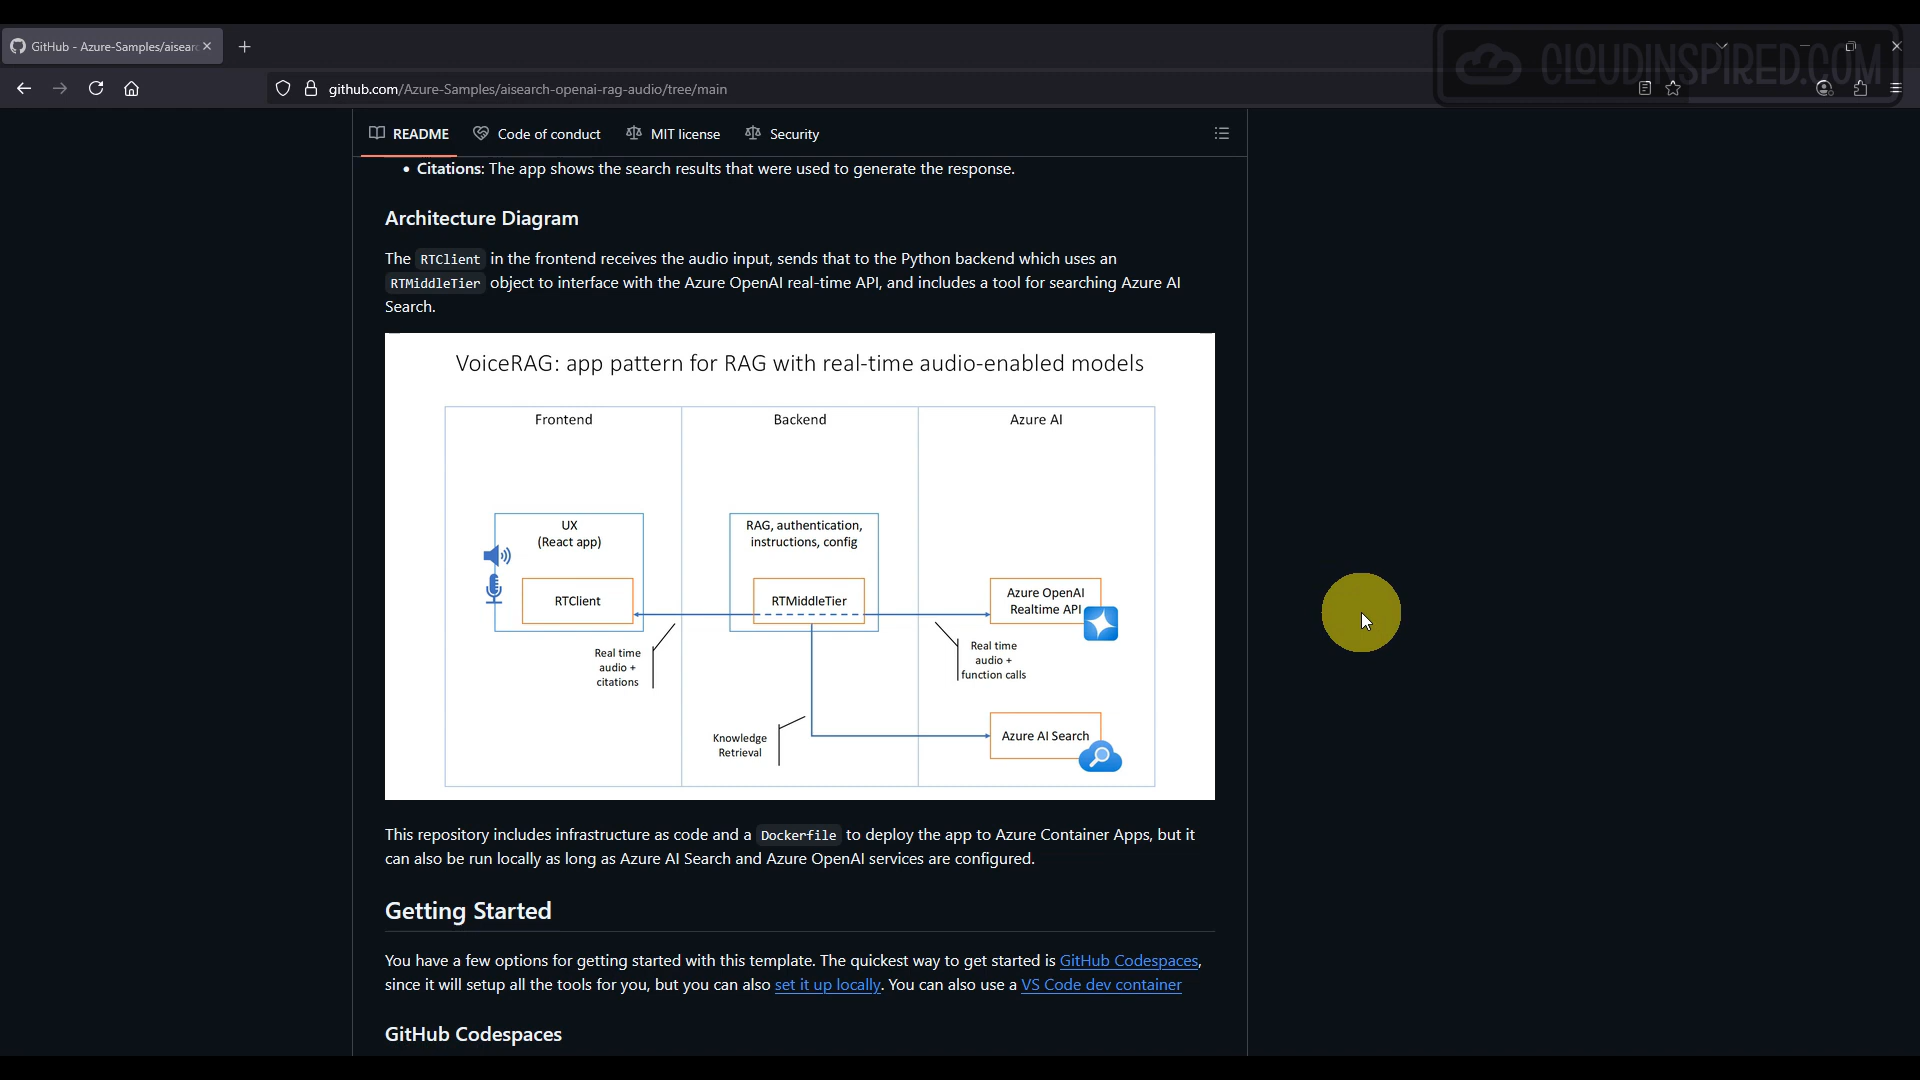 GitHub - Azure-Samples/aisear
CLOUDINSPIRED.COM
github.com/Azure-Samples/aisearch-openai-rag-audio/tree/main
README
Code of conduct
MIT license
Security
• Citations: The app shows the search results that were used to generate the response.
Architecture Diagram
The RTClient in the frontend receives the audio input, sends that to the Python backend which uses an
RTMiddleTier object to interface with the Azure OpenAI real-time API, and includes a tool for searching Azure AI
Search.
VoiceRAG: app pattern for RAG with real-time audio-enabled models
Frontend
Backend
Azure AI
UX
(React app)
RTClient
RAG, authentication,
instructions, config
RTMiddleTier
Azure OpenAI
Realtime API
Real time
audio +
citations
Real time
audio +
function calls
Knowledge
Retrieval
Azure AI Search
This repository includes infrastructure as code and a Dockerfile to deploy the app to Azure Container Apps, but it
can also be run locally as long as Azure AI Search and Azure OpenAI services are configured.
Getting Started
You have a few options for getting started with this template. The quickest way to get started is GitHub Codespaces,
since it will setup all the tools for you, but you can also set it up locally. You can also use a VS Code dev container
GitHub Codespaces